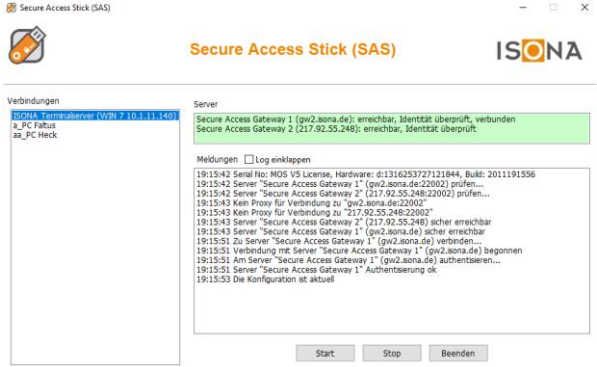 Secure Access Stick (SAS)
Secure Access Stick (SAS)
ISONA
Verbindungen
ISONA Terminalserver (WIN 7 10.1.11.140)
a_PC Faltus
aa_PC Heck
Server
Secure Access Gateway 1 (gw2.isona.de): erreichbar, Identität überprüft, verbunden
Secure Access Gateway 2 (217.92.55.248): erreichbar, Identität überprüft
Meldungen Log einklappen
19:15:42 Serial No: MOS V5 License, Hardware: d:1316253727121844, Build: 2011191556
19:15:42 Server "Secure Access Gateway 1" (gw2.isona.de:22002) prüfen...
19:15:42 Server "Secure Access Gateway 2" (217.92.55.248:22002) prüfen...
19:15:43 Kein Proxy für Verbindung zu "gw2.isona.de:22002"
19:15:43 Kein Proxy für Verbindung zu "217.92.55.248:22002"
19:15:43 Server "Secure Access Gateway 2" (217.92.55.248) sicher erreichbar
19:15:43 Server "Secure Access Gateway 1" (gw2.isona.de) sicher erreichbar
19:15:51 Zu Server "Secure Access Gateway 1" (gw2.isona.de) verbinden...
19:15:51 Verbindung mit Server "Secure Access Gateway 1" (gw2.isona.de) begonnen
19:15:51 Am Server "Secure Access Gateway 1" (gw2.isona.de) authentisieren...
19:15:51 Server "Secure Access Gateway 1" Authentisierung ok
19:15:53 Die Konfiguration ist aktuell
Start Stop Beenden